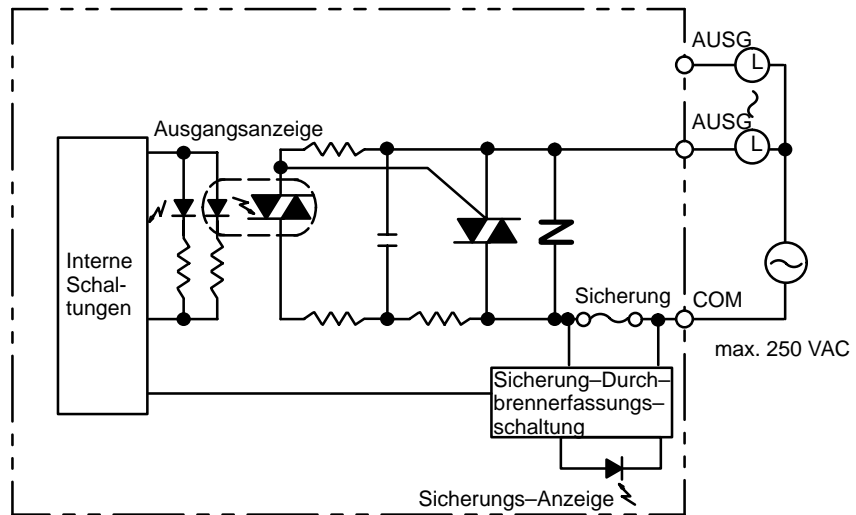 AUSG
L
Ausgangsanzeige
AUSG
L
Interne
Schal-
tungen
Sicherung
COM
max. 250 VAC
Sicherung–Durch–
brennerfassungs–
schaltung
Sicherungs–Anzeige